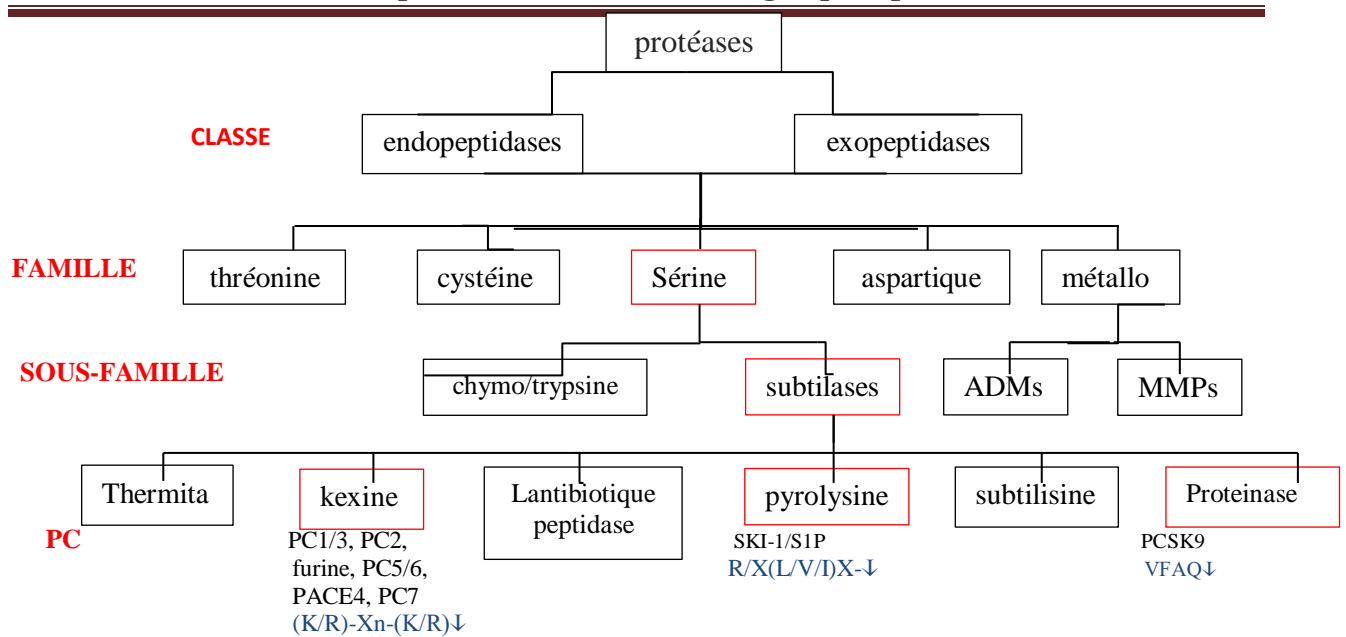 protéases
CLASSE
endopeptidases
exopeptidases
FAMILLE
thréonine
cystéine
Sérine
aspartique
métallo
SOUS-FAMILLE
chymo/trypsine
subtilases
ADMs
MMPs
Thermita
kexine
Lantibiotique
peptidase
pyrolysine
subtilisine
Proteinase
PC
PC1/3, PC2,
furine, PC5/6,
PACE4, PC7
(K/R)-Xn-(K/R)↓
SKI-1/S1P
R/X(L/V/I)X-↓
PCSK9
VFAQ↓